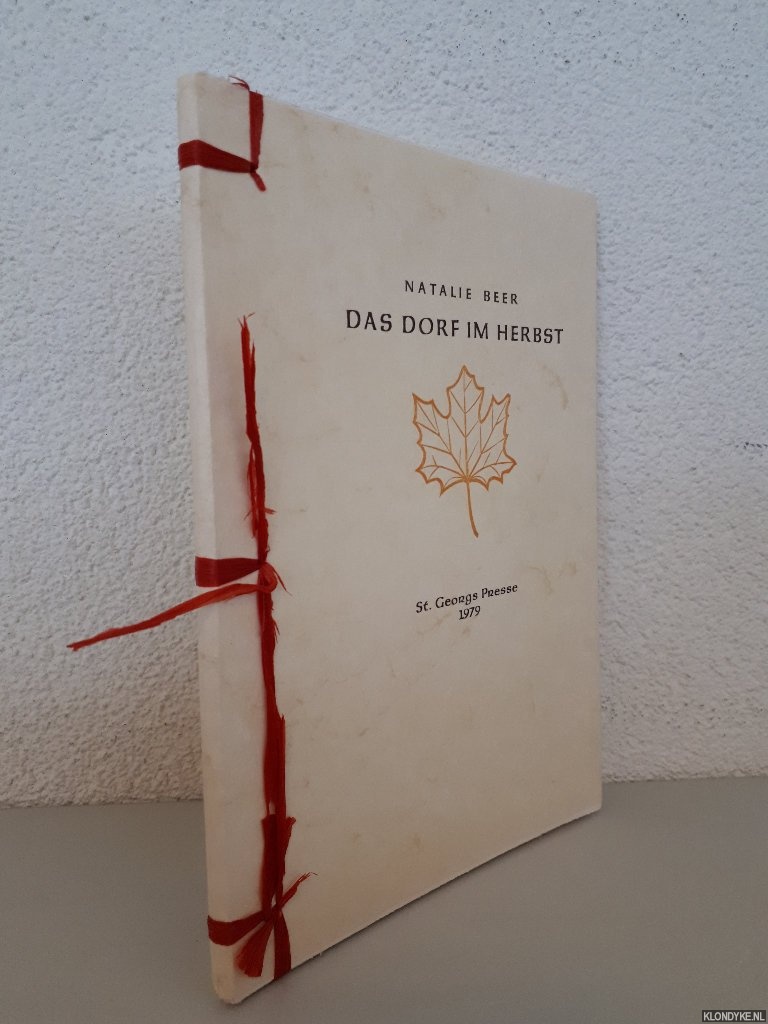 NATALIE BEER
DAS DORF IM HERBST
St. Georgs Presse
1979
KLONDYKE.NL